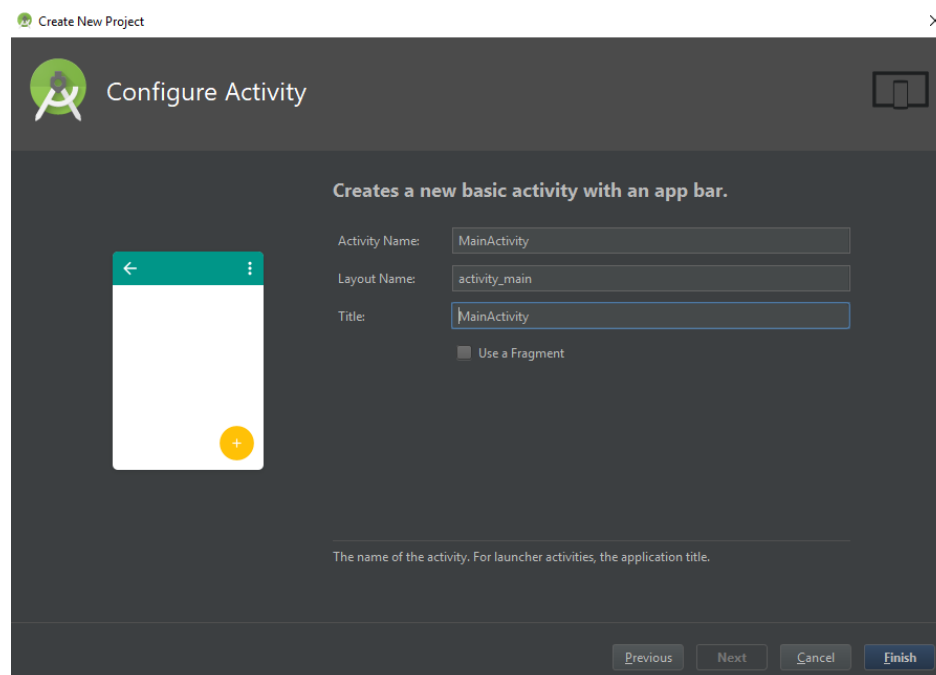 Create New Project
Configure Activity
Creates a new basic activity with an app bar.
Activity Name: MainActivity
Layout Name: activity_main
Title: MainActivity
Use a Fragment
The name of the activity. For launcher activities, the application title.
Previous Next Cancel Finish